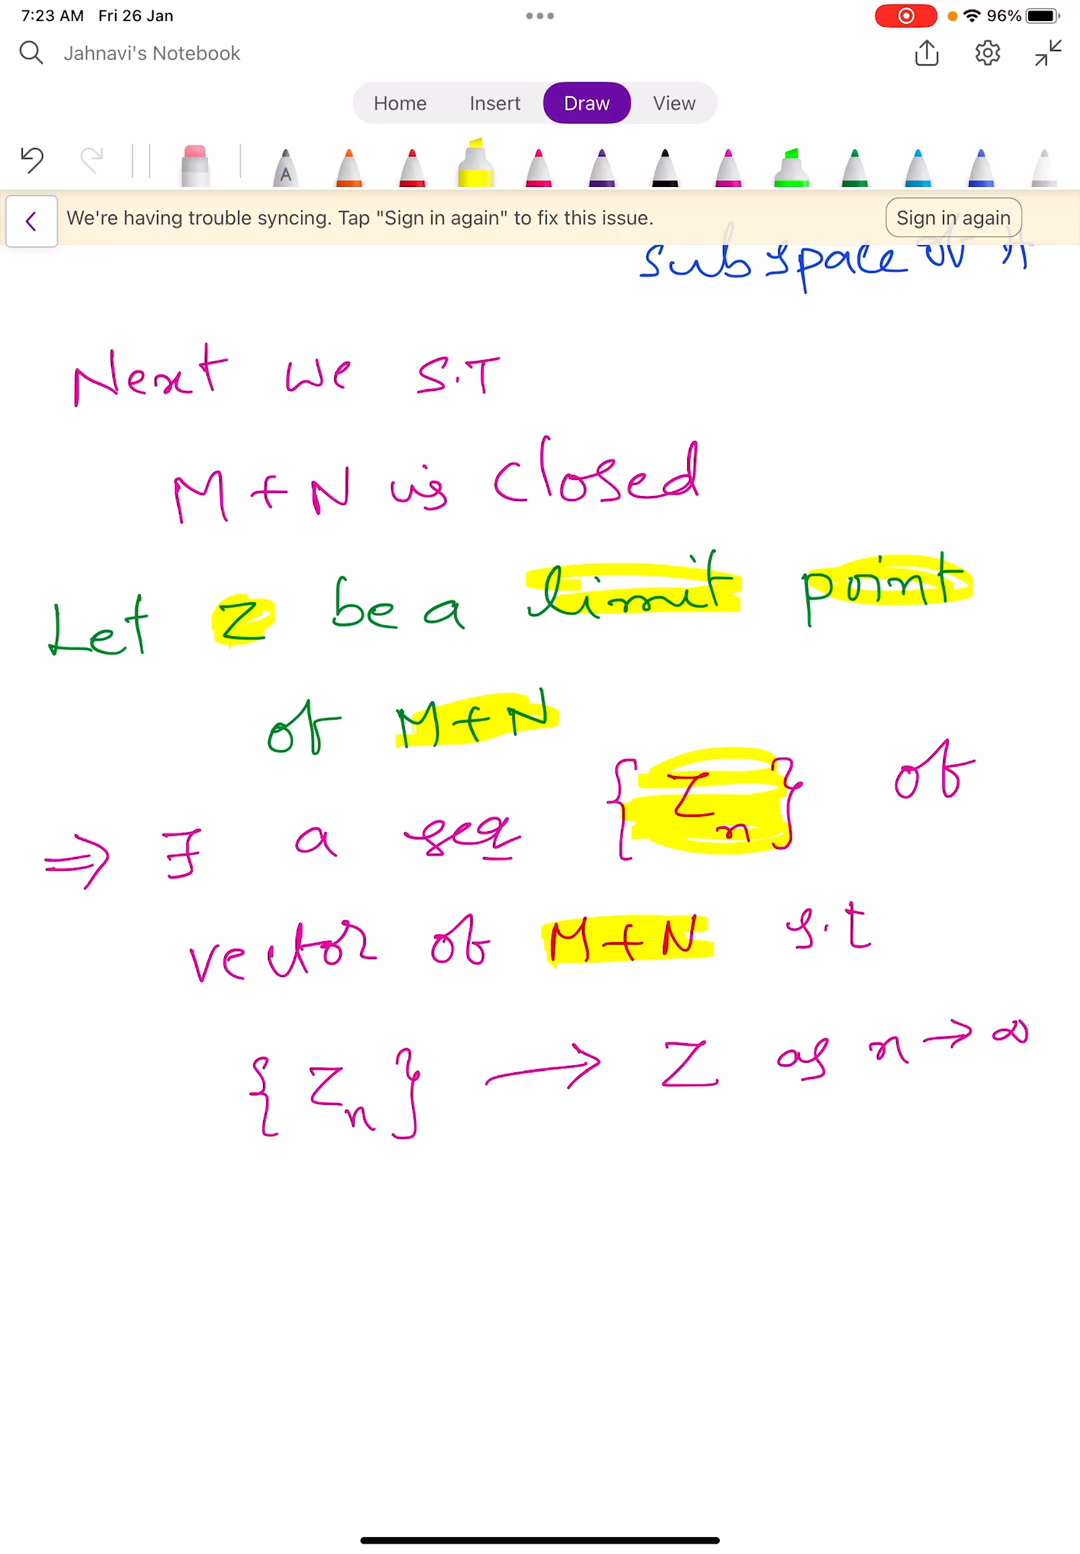 7:23 AM Fri 26 Jan
96%
Jahnavi's Notebook
Home Insert Draw View
A
We're having trouble syncing. Tap "Sign in again" to fix this issue. Sign in again
subspace of H
Next we S.T
M + N is closed
Let z be a limit point
of M + N
⇒ ∃ a seq {Zn} of
vector of M + N s.t
{Zn} → Z as n → ∞